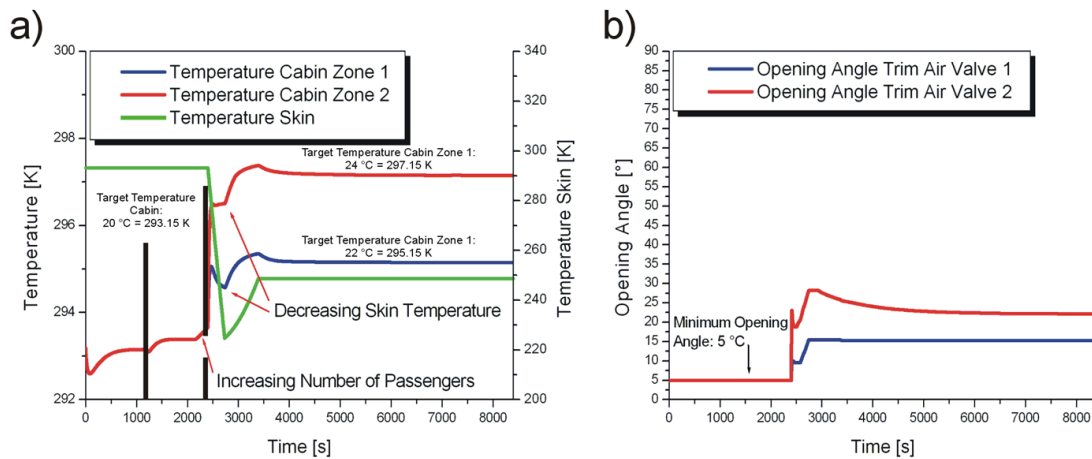 a)
300
298
296
294
292
Temperature [K]
Temperature Cabin Zone 1
Temperature Cabin Zone 2
Temperature Skin
Target Temperature Cabin Zone 1:
24 °C = 297.15 K
Target Temperature
Cabin:
20 °C = 293.15 K
Target Temperature Cabin Zone 1:
22 °C = 295.15 K
Decreasing Skin Temperature
Increasing Number of Passengers
340
320
300
280
260
240
220
200
Temperature Skin [K]
0 1000 2000 3000 4000 5000 6000 7000 8000
Time [s]
b)
90
85
80
75
70
65
60
55
50
45
40
35
30
25
20
15
10
5
0
Opening Angle [°]
Opening Angle Trim Air Valve 1
Opening Angle Trim Air Valve 2
Minimum Opening
Angle: 5 °C
0 1000 2000 3000 4000 5000 6000 7000 8000
Time [s]